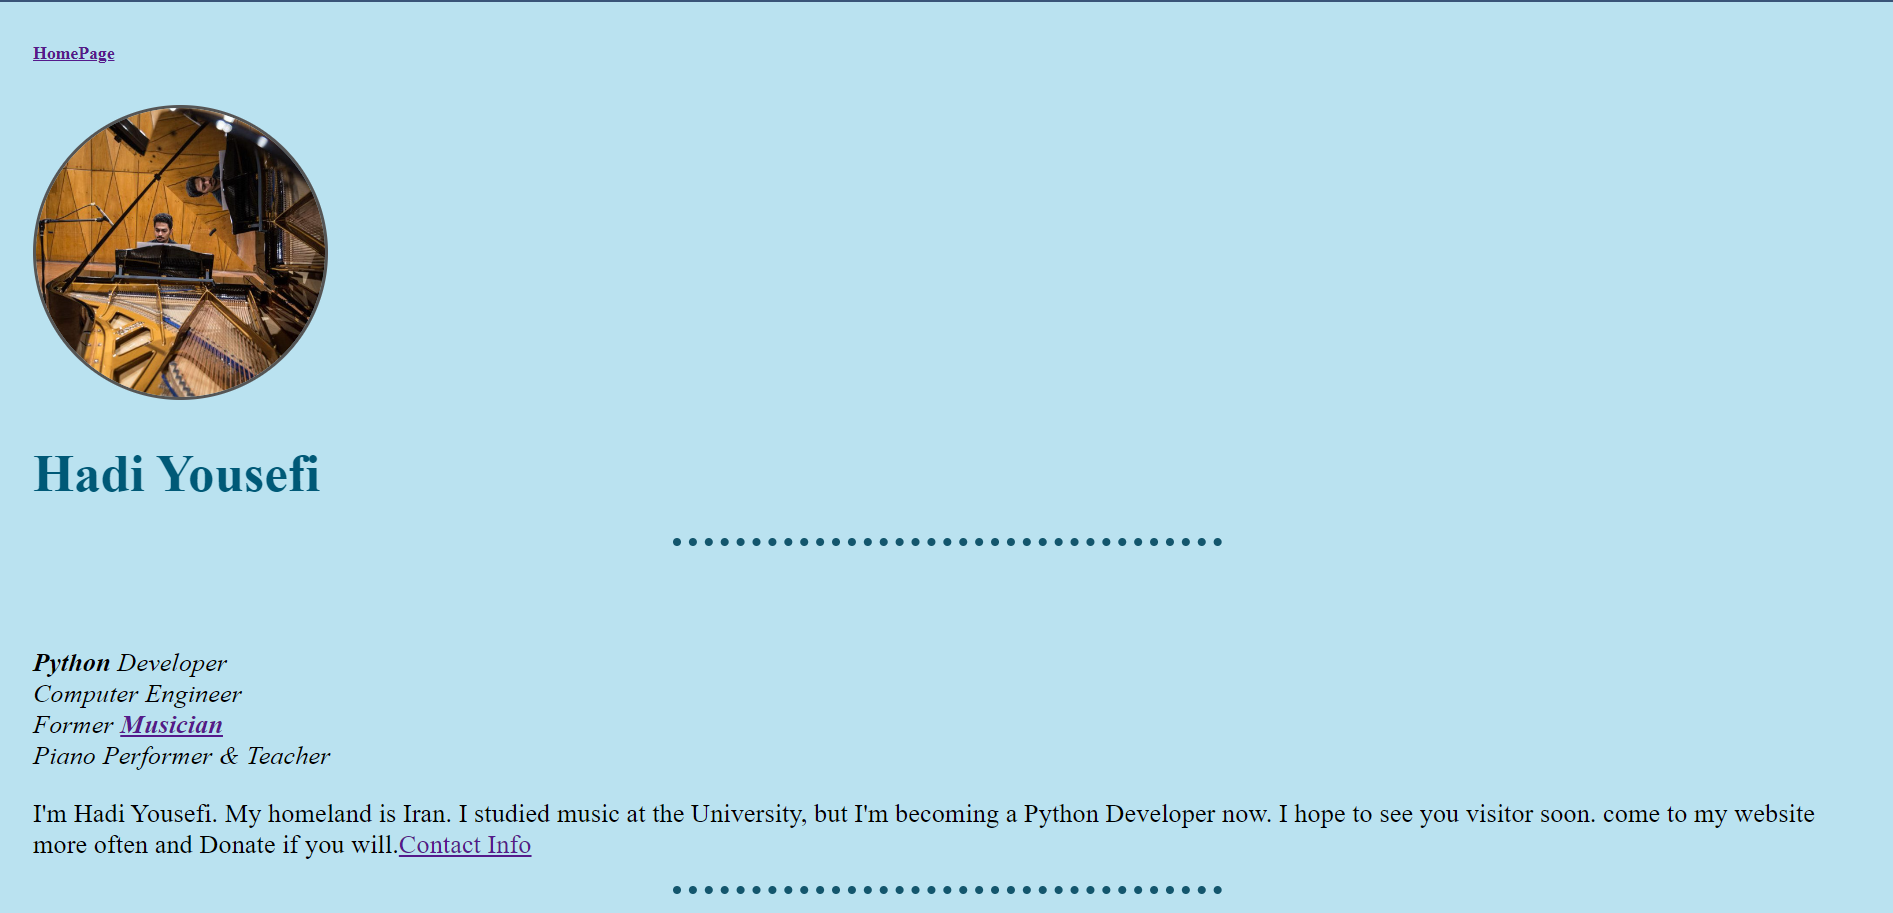 HomePage
Hadi Yousefi
Python Developer
Computer Engineer
Former Musician
Piano Performer & Teacher
I'm Hadi Yousefi. My homeland is Iran. I studied music at the University, but I'm becoming a Python Developer now. I hope to see you visitor soon. come to my website
more often and Donate if you will.Contact Info